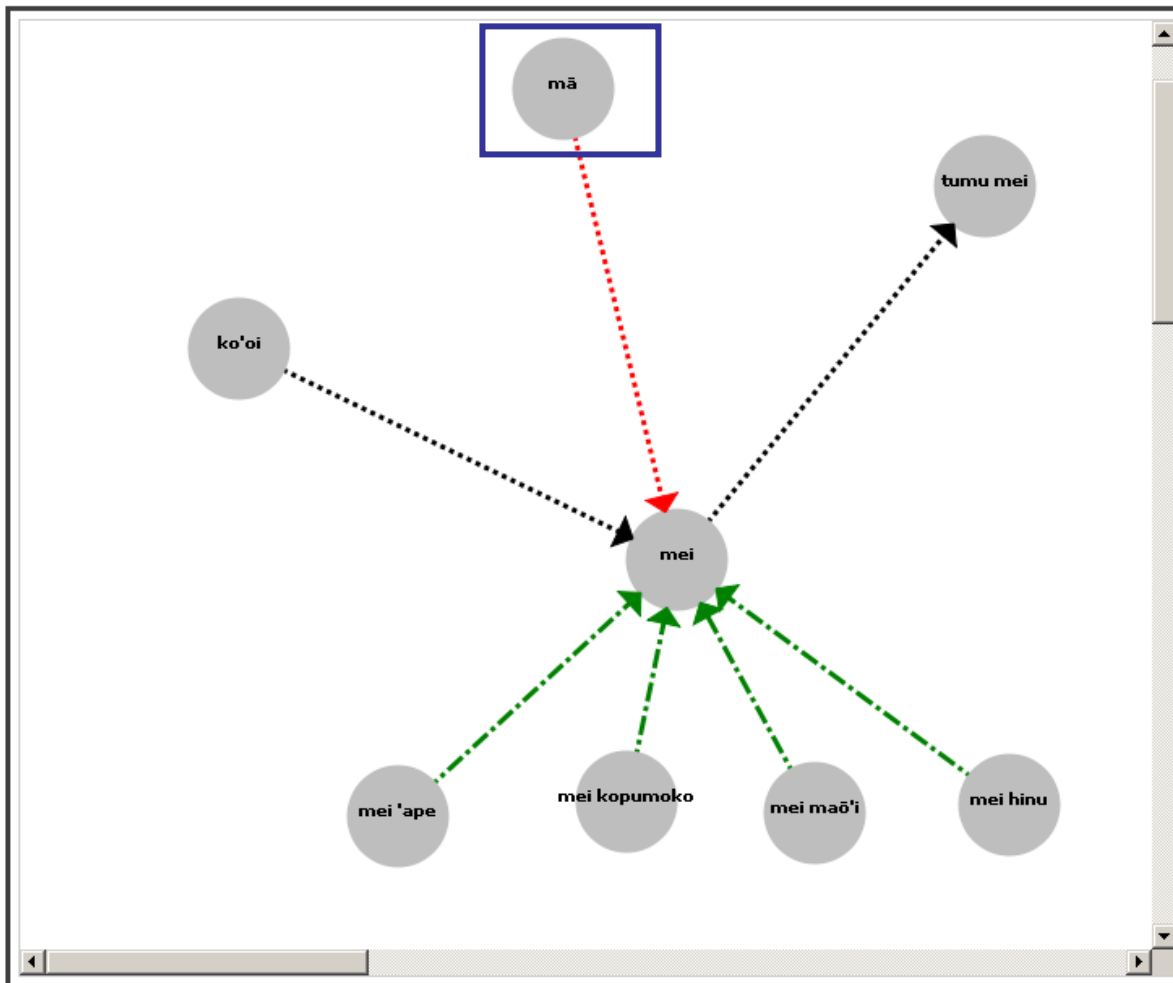 mā
tumu mei
ko'oi
mei
mei 'ape
mei kopumoko
mei maō'i
mei hinu